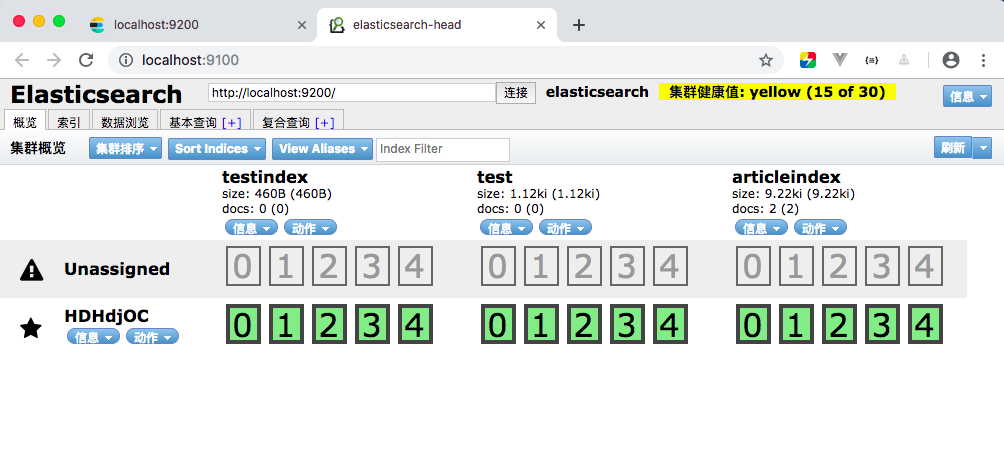 localhost:9200
elasticsearch-head
localhost:9100
Elasticsearch http://localhost:9200/ 连接 elasticsearch 集群健康值: yellow (15 of 30) 信息
概览 索引 数据浏览 基本查询 [+] 复合查询 [+]
集群概览 集群排序 Sort Indices View Aliases Index Filter 刷新
testindex test articleindex
size: 460B (460B) size: 1.12ki (1.12ki) size: 9.22ki (9.22ki)
docs: 0 (0) docs: 0 (0) docs: 2 (2)
信息 动作 信息 动作 信息 动作
Unassigned 0 1 2 3 4 0 1 2 3 4 0 1 2 3 4
HDHdjOC 0 1 2 3 4 0 1 2 3 4 0 1 2 3 4
信息 动作